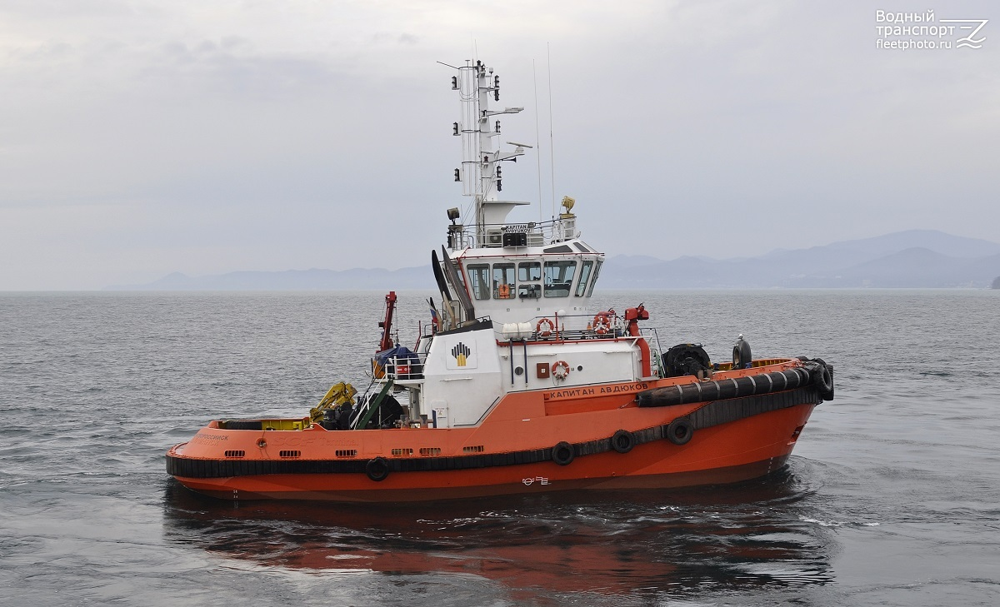 Водный
транспорт
fleetphoto.ru
KAPITAN
AVDYUKOV
КАПИТАН АВДЮКОВ